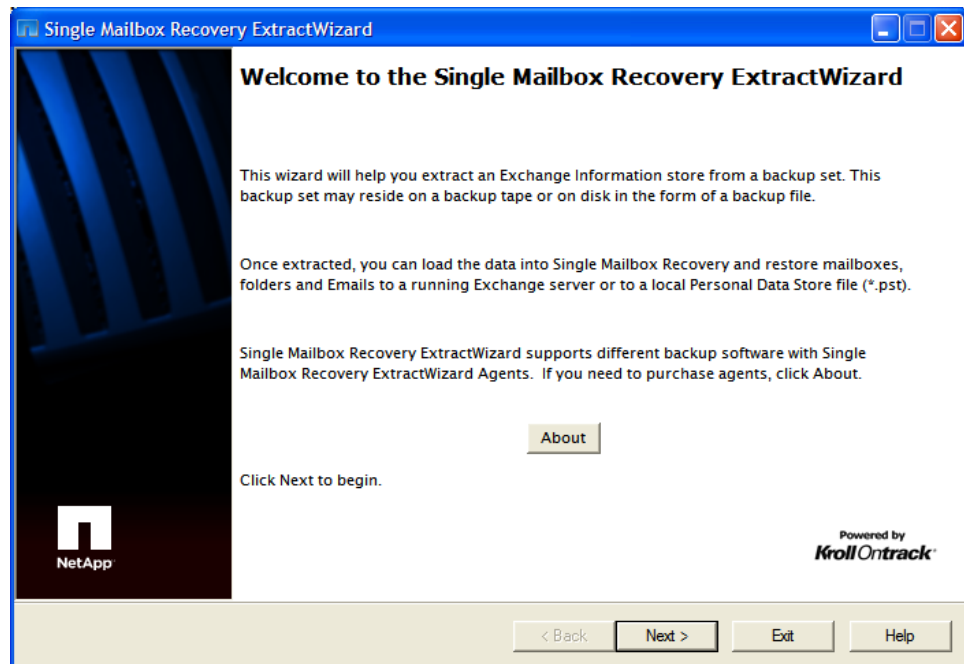 Single Mailbox Recovery ExtractWizard
Welcome to the Single Mailbox Recovery ExtractWizard
This wizard will help you extract an Exchange Information store from a backup set. This
backup set may reside on a backup tape or on disk in the form of a backup file.
Once extracted, you can load the data into Single Mailbox Recovery and restore mailboxes,
folders and Emails to a running Exchange server or to a local Personal Data Store file (*.pst).
Single Mailbox Recovery ExtractWizard supports different backup software with Single
Mailbox Recovery ExtractWizard Agents.  If you need to purchase agents, click About.
About
Click Next to begin.
NetApp
Powered by
KrollOntrack
< Back
Next >
Exit
Help